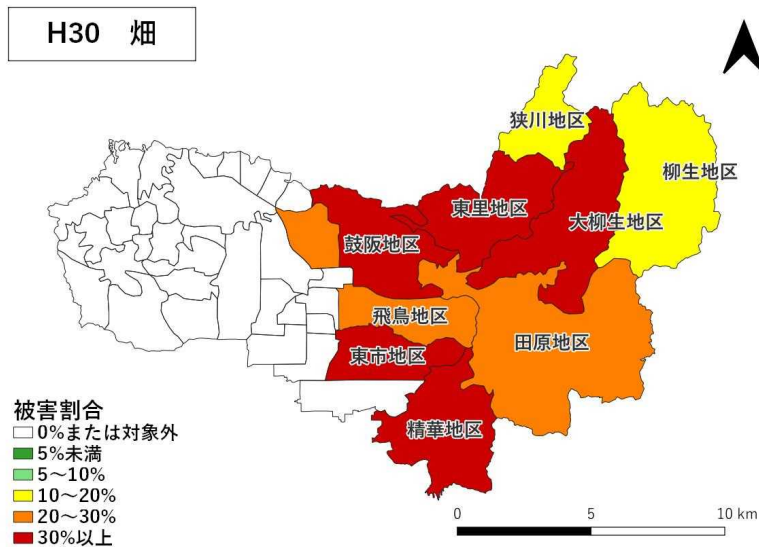 H30 畑
狭川地区
柳生地区
東里地区
大柳生地区
鼓阪地区
飛鳥地区
田原地区
東市地区
精華地区
被害割合
0%または対象外
5%未満
5～10%
10～20%
20～30%
30%以上
0 5 10 km